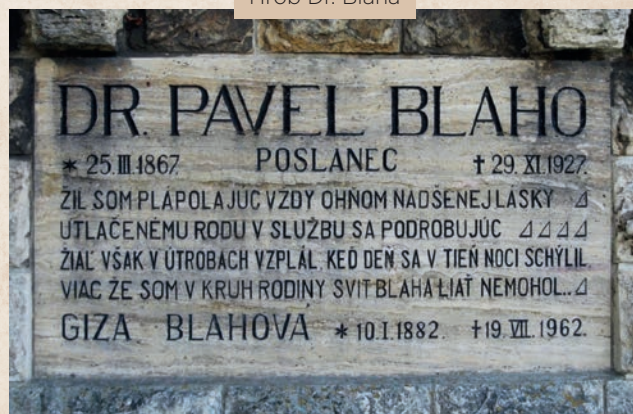 Hrob Dr. Blaha
DR. PAVEL BLAHO
* 25. III. 1867. POSLANEC † 29. XI. 1927.
ŽIL SOM PLÁPOLAJÚC VŽDY OHŇOM NADŠENEJ LÁSKY
UTLAČENÉMU RODU V SLUŽBU SA PODROBUJÚC
ŽIAĽ VŠAK V ÚTROBACH VZPLÁL, KEĎ DEŇ SA V TIEŇ NOCI SCHÝLIL,
VIAC ŽE SOM V KRUH RODINY SVIT BLAHA LIAŤ NEMOHOL..
GIZA BLAHOVÁ * 10. I. 1882. † 19. VII. 1962.